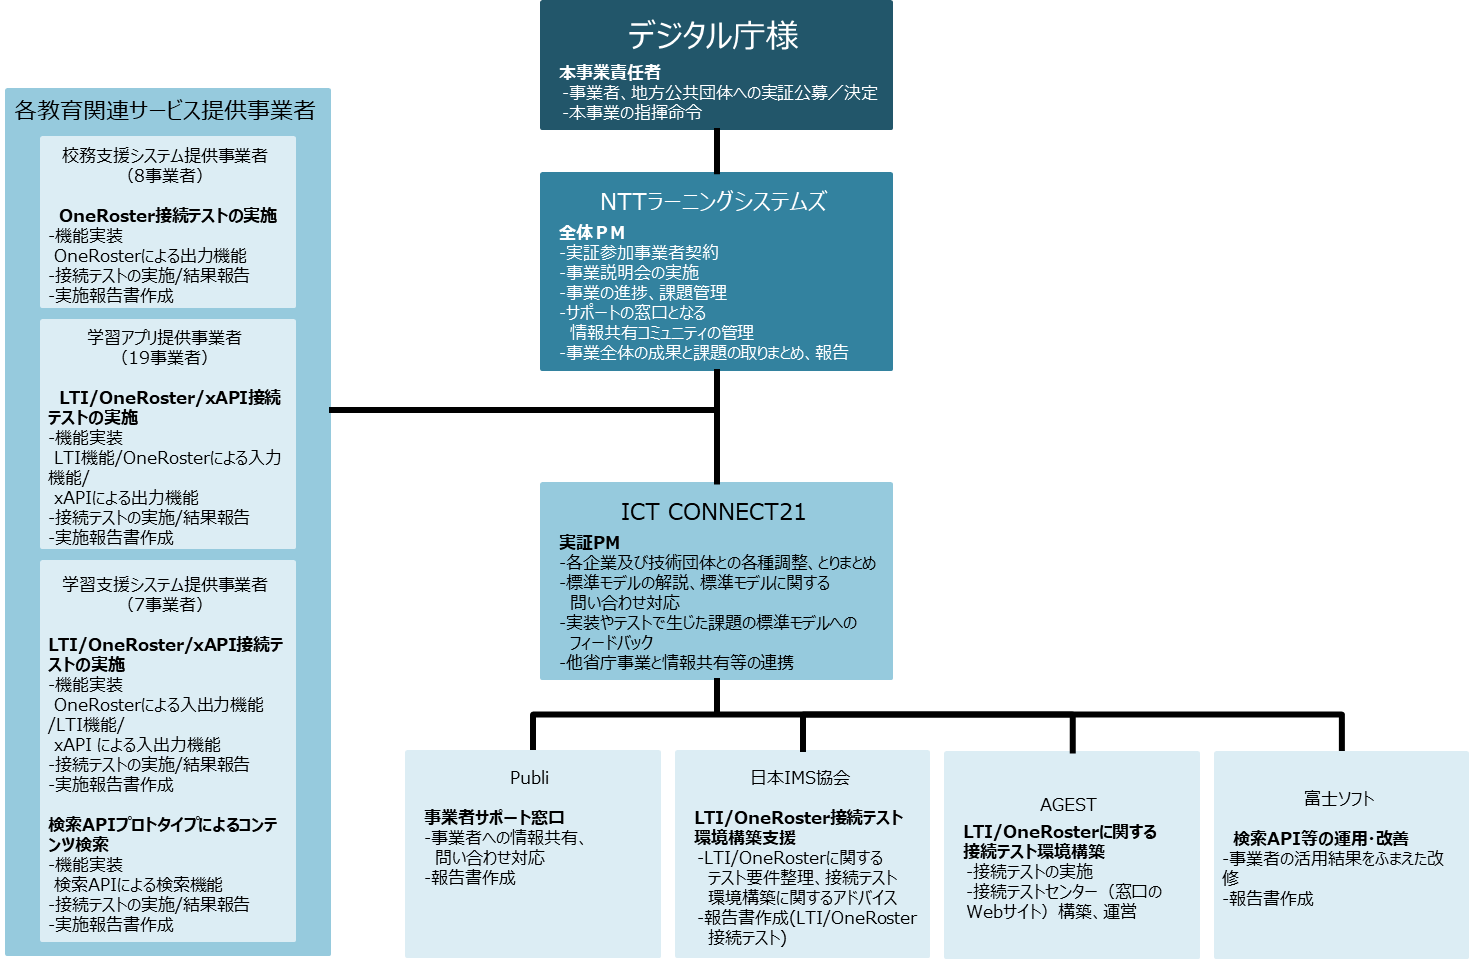 デジタル庁様
本事業責任者
-事業者、地方公共団体への実証公募／決定
-本事業の指揮命令
NTTラーニングシステムズ
全体ＰＭ
-実証参加事業者契約
-事業説明会の実施
-事業の進捗、課題管理
-サポートの窓口となる
情報共有コミュニティの管理
-事業全体の成果と課題の取りまとめ、報告
各教育関連サービス提供事業者
校務支援システム提供事業者
（8事業者）
OneRoster接続テストの実施
-機能実装
OneRosterによる出力機能
-接続テストの実施/結果報告
-実施報告書作成
学習アプリ提供事業者
（19事業者）
LTI/OneRoster/xAPI接続
テストの実施
-機能実装
LTI機能/OneRosterによる入力
機能/
xAPIによる出力機能
-接続テストの実施/結果報告
-実施報告書作成
学習支援システム提供事業者
（7事業者）
LTI/OneRoster/xAPI接続テ
ストの実施
-機能実装
OneRosterによる入出力機能
/LTI機能/
xAPI による入出力機能
-接続テストの実施/結果報告
-実施報告書作成
検索APIプロトタイプによるコンテ
ンツ検索
-機能実装
検索APIによる検索機能
-接続テストの実施/結果報告
-実施報告書作成
ICT CONNECT21
実証PM
-各企業及び技術団体との各種調整、とりまとめ
-標準モデルの解説、標準モデルに関する
問い合わせ対応
-実装やテストで生じた課題の標準モデルへの
フィードバック
-他省庁事業と情報共有等の連携
Publi
事業者サポート窓口
-事業者への情報共有、
問い合わせ対応
-報告書作成
日本IMS協会
LTI/OneRoster接続テスト
環境構築支援
-LTI/OneRosterに関する
テスト要件整理、接続テスト
環境構築に関するアドバイス
-報告書作成(LTI/OneRoster
接続テスト)
AGEST
LTI/OneRosterに関する
接続テスト環境構築
-接続テストの実施
-接続テストセンター（窓口の
Webサイト）構築、運営
富士ソフト
検索API等の運用・改善
-事業者の活用結果をふまえた改
修
-報告書作成